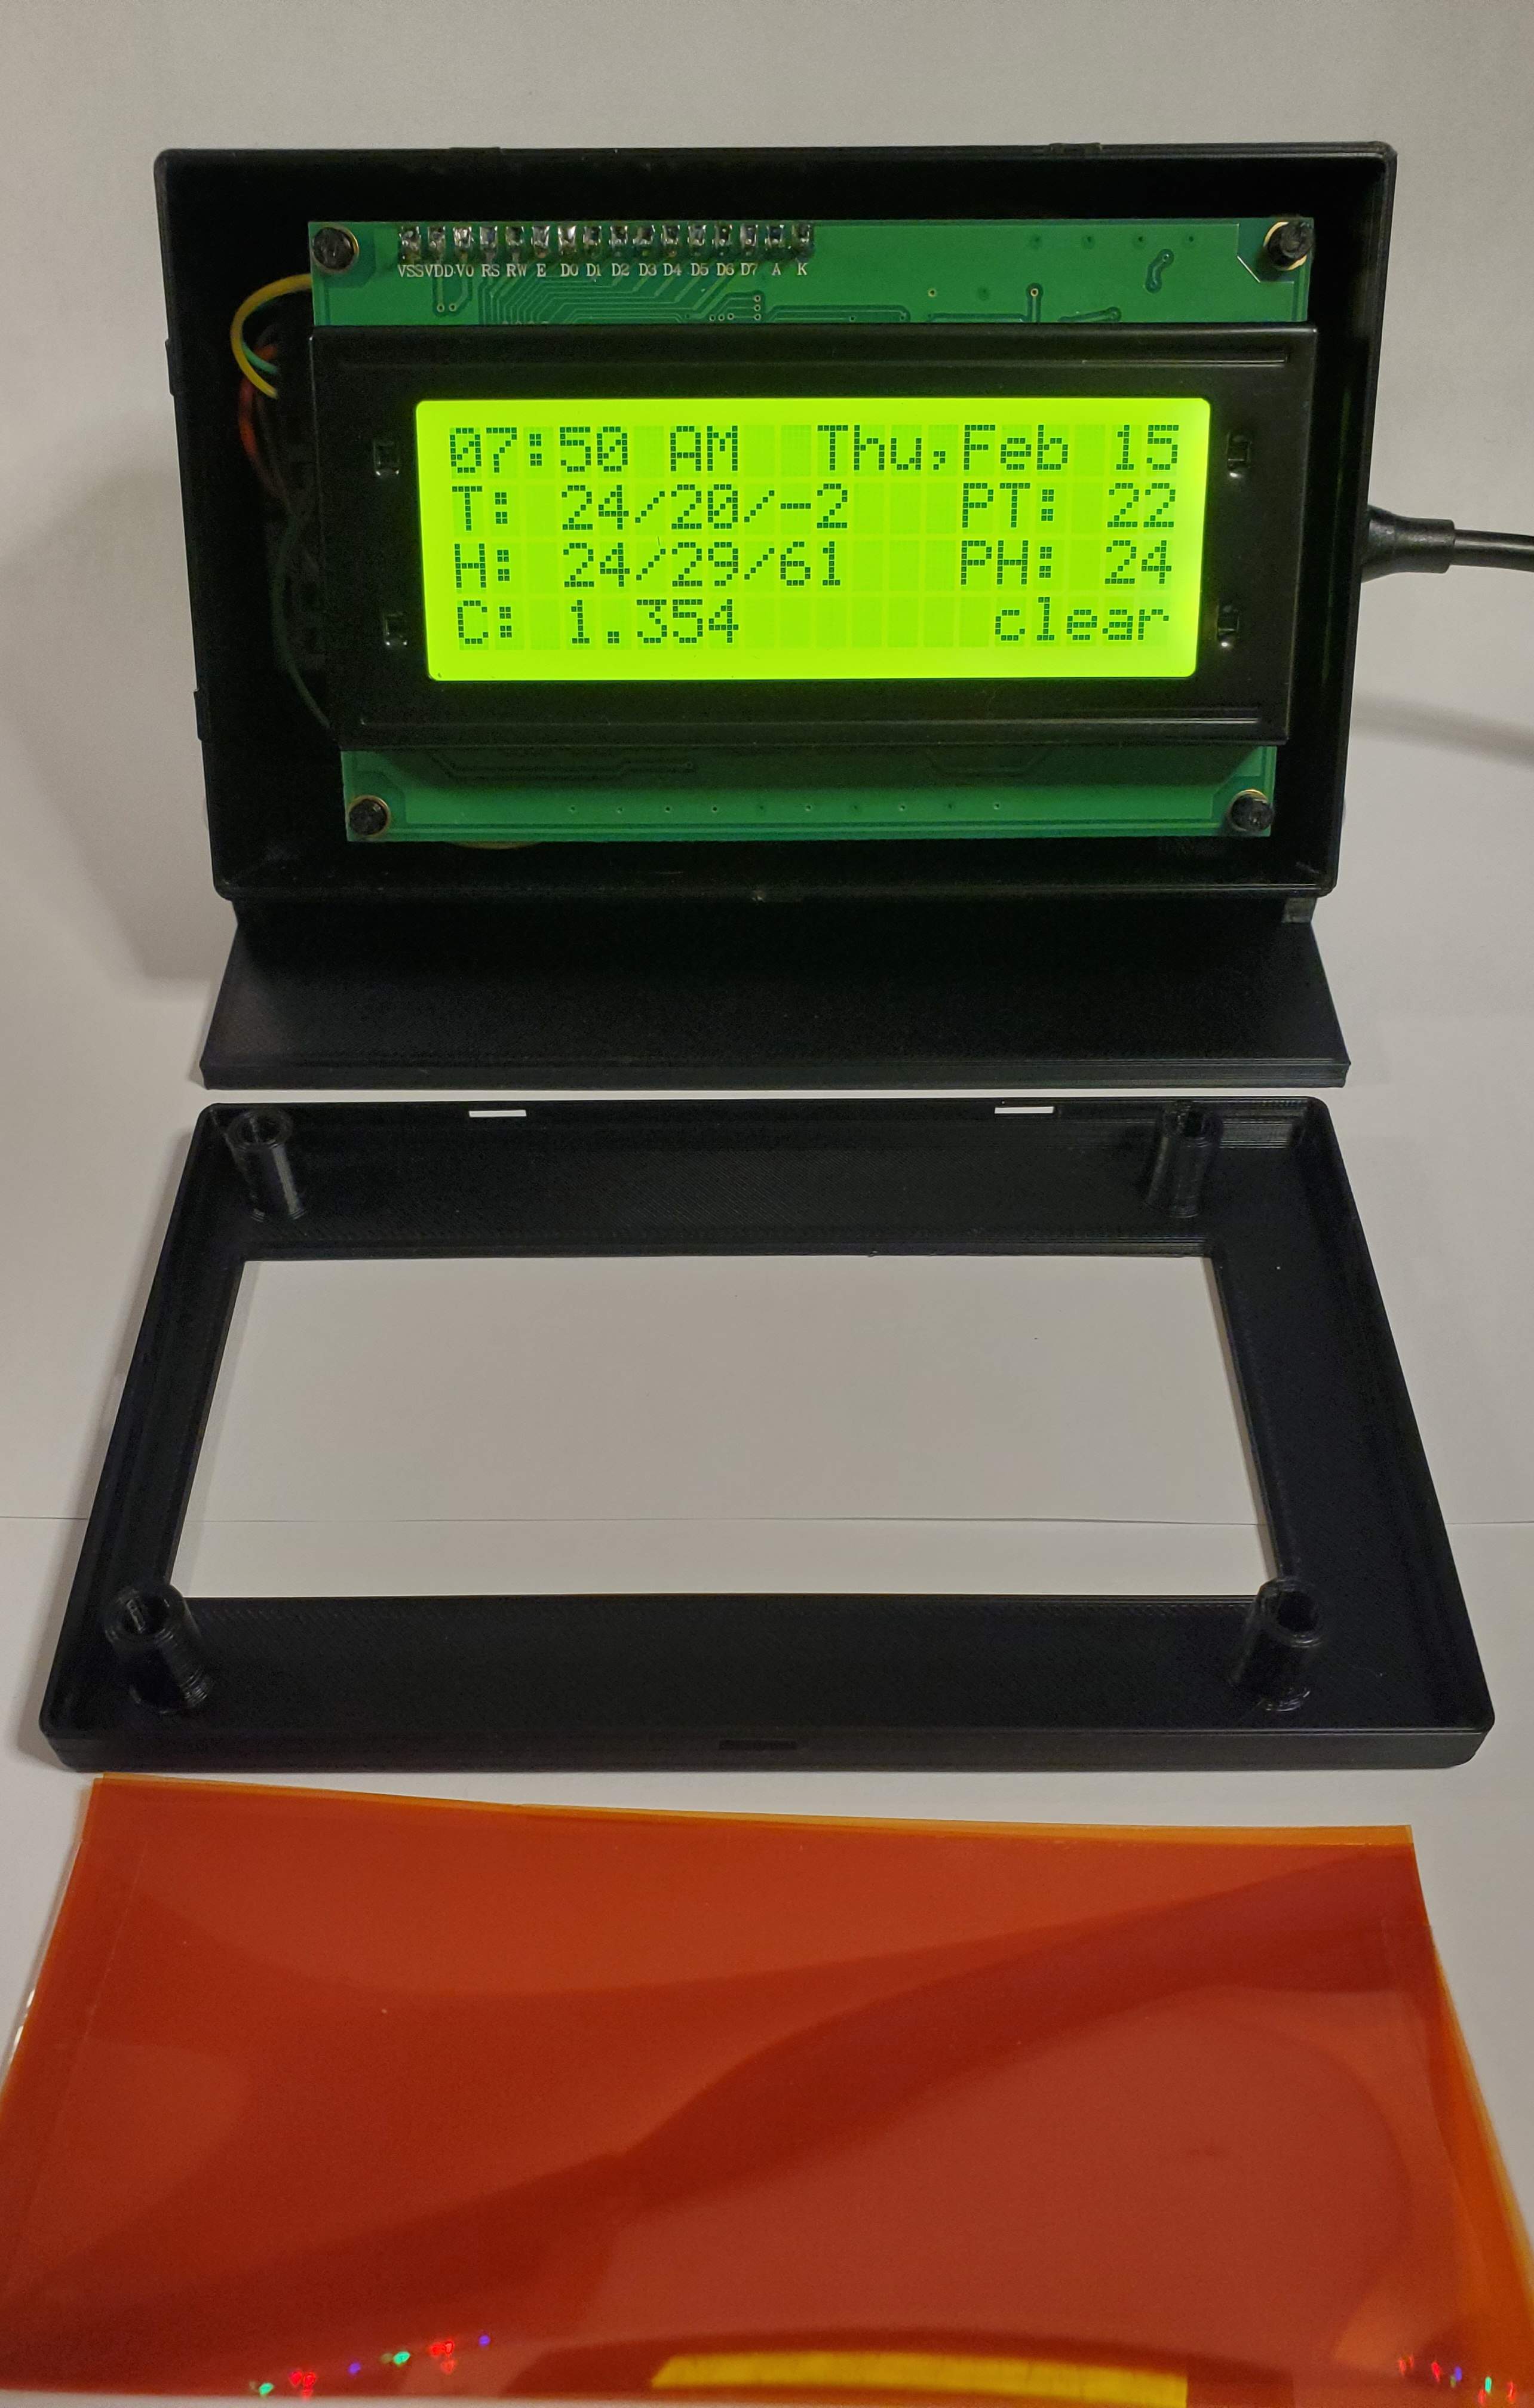 VSS VDD V0 RS RW E D0 D1 D2 D3 D4 D5 D6 D7 A K
07:50 AM Thu,Feb 15
T: 24/20/-2 PT: 22
H: 24/29/61 PH: 24
C: 1.354 clear